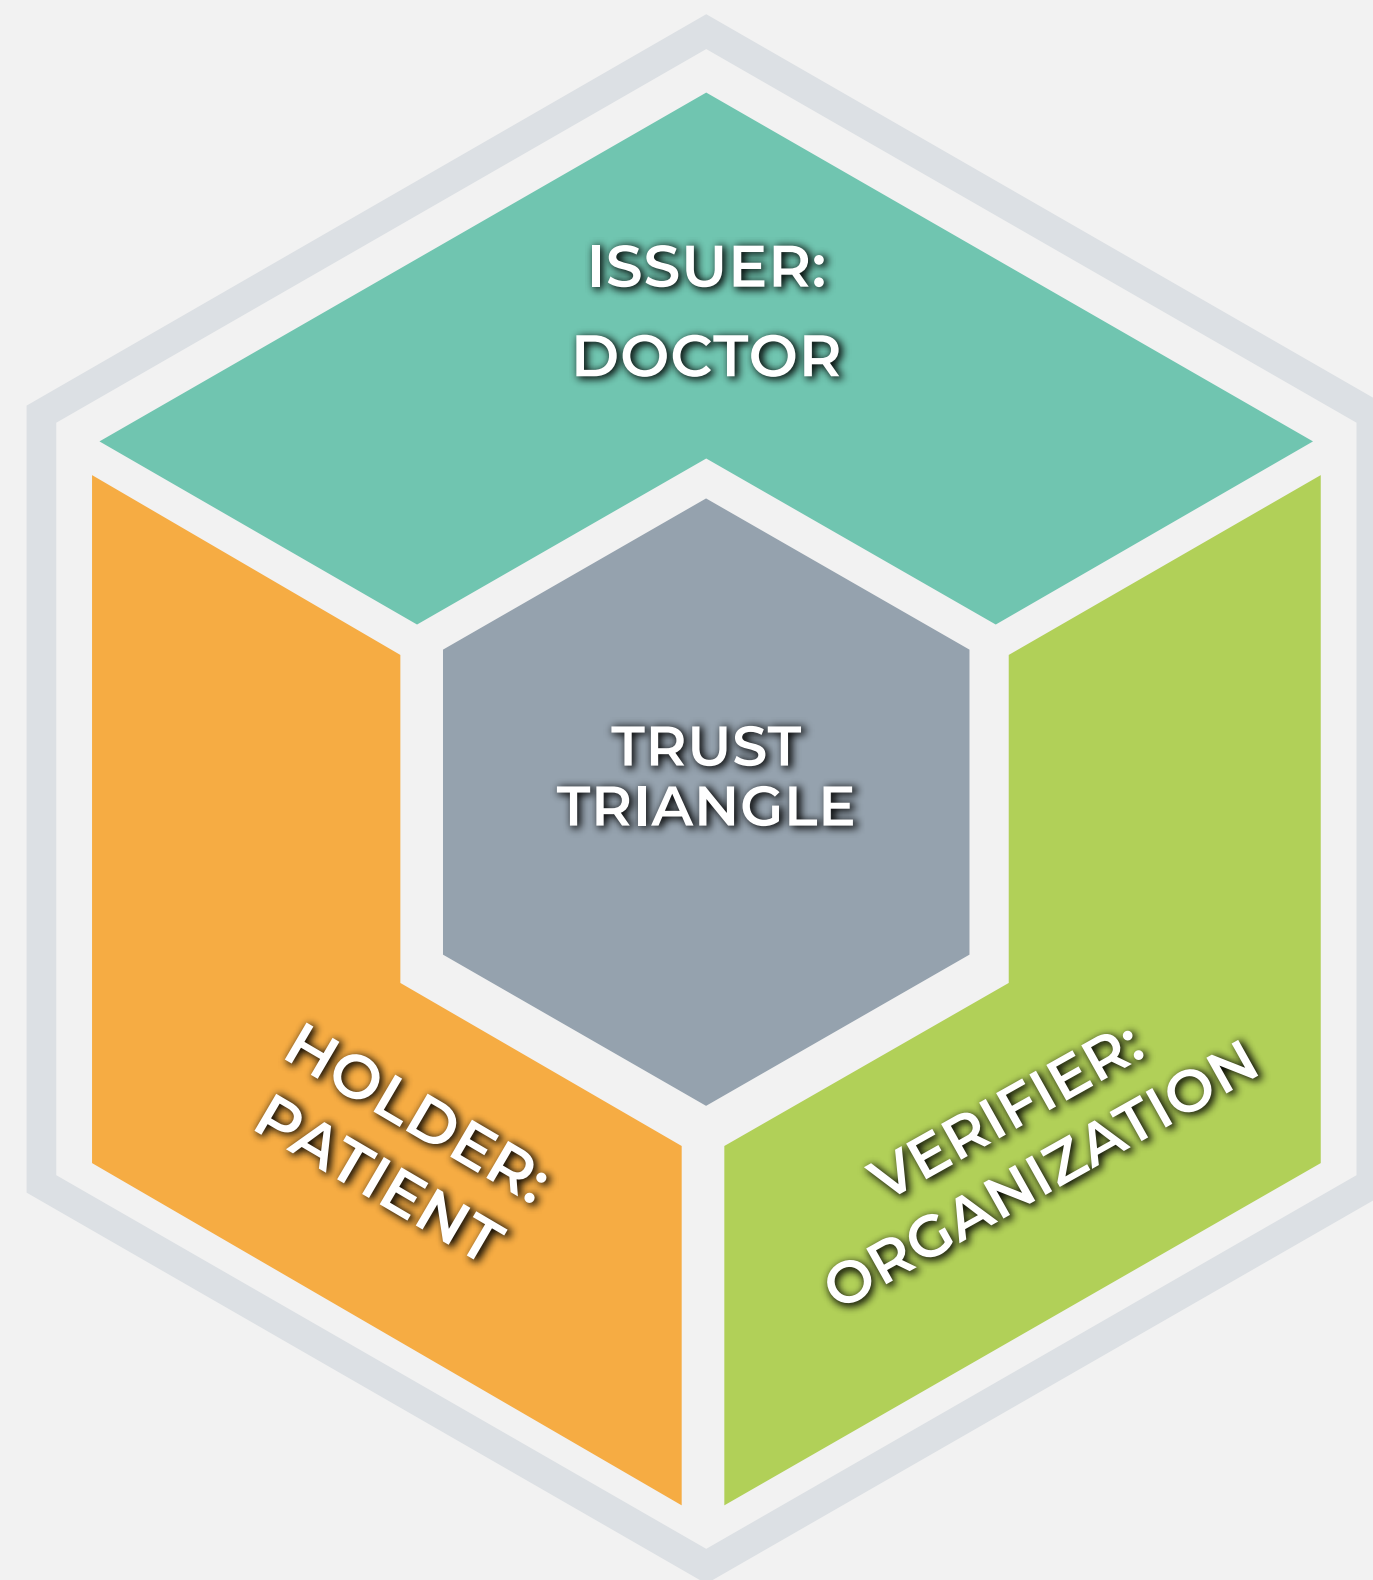 ISSUER:
DOCTOR
TRUST
TRIANGLE
HOLDER:
PATIENT
VERIFIER:
ORGANIZATION